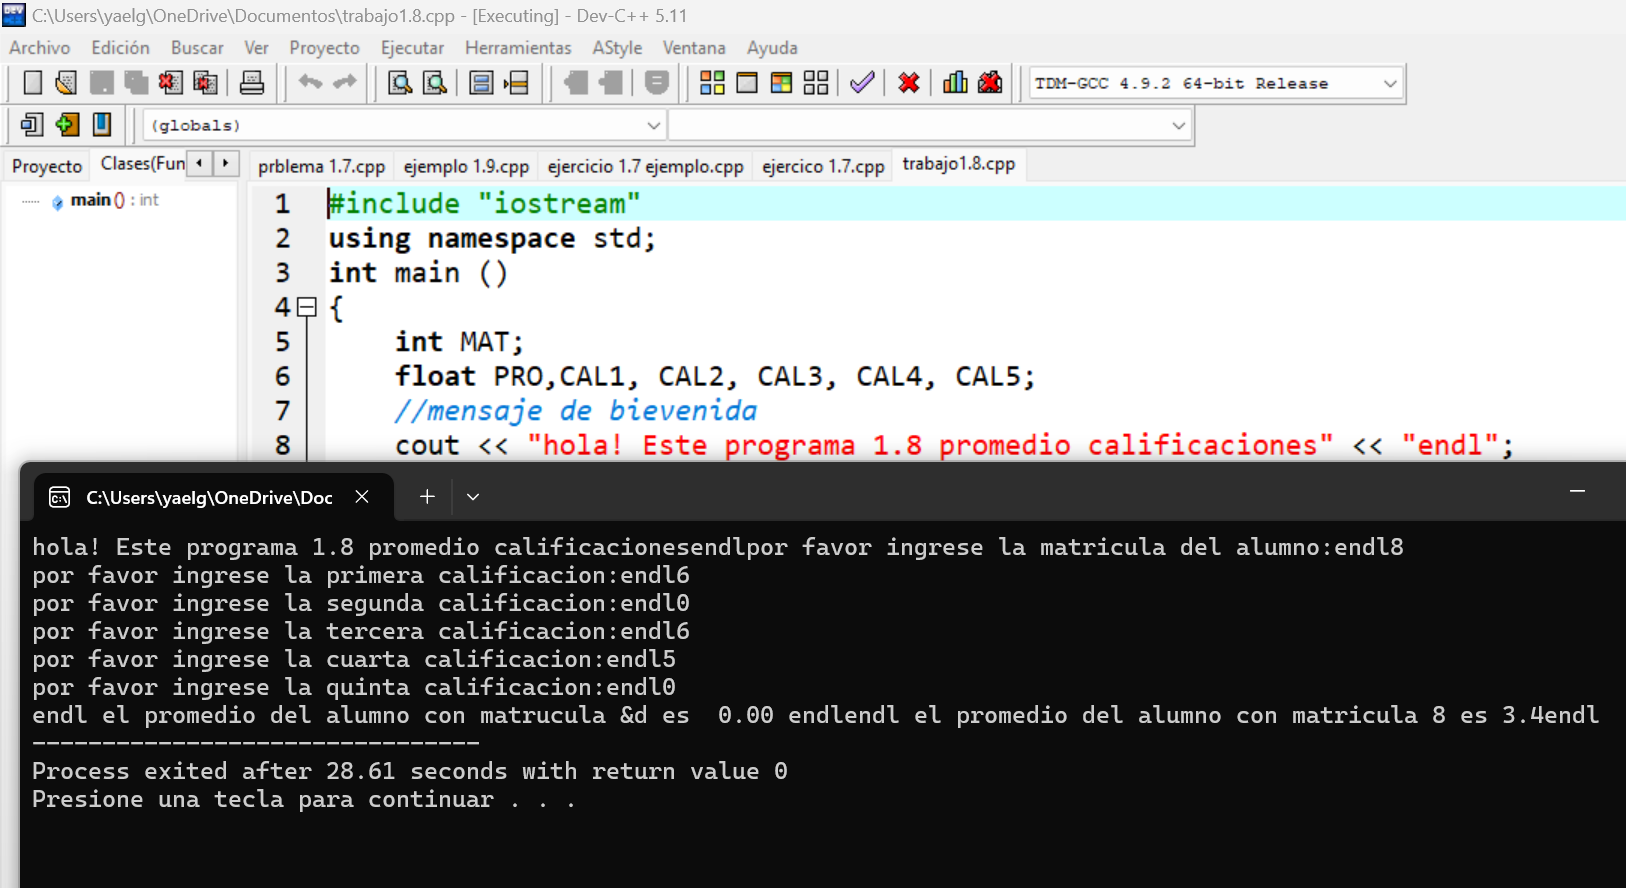 C:\Users\yaelg\OneDrive\Documentos\trabajo1.8.cpp - [Executing] - Dev-C++ 5.11
Archivo Edición Buscar Ver Proyecto Ejecutar Herramientas AStyle Ventana Ayuda
TDM-GCC 4.9.2 64-bit Release
(globals)
Proyecto Clases(Fun prblema 1.7.cpp ejemplo 1.9.cpp ejercicio 1.7 ejemplo.cpp ejercico 1.7.cpp trabajo1.8.cpp
main () : int
1 #include "iostream"
2 using namespace std;
3 int main ()
4 {
5 int MAT;
6 float PRO,CAL1, CAL2, CAL3, CAL4, CAL5;
7 //mensaje de bievenida
8 cout << "hola! Este programa 1.8 promedio calificaciones" << "endl";
C:\Users\yaelg\OneDrive\Doc
hola! Este programa 1.8 promedio calificacionesendlpor favor ingrese la matricula del alumno:endl8
por favor ingrese la primera calificacion:endl6
por favor ingrese la segunda calificacion:endl0
por favor ingrese la tercera calificacion:endl6
por favor ingrese la cuarta calificacion:endl5
por favor ingrese la quinta calificacion:endl0
endl el promedio del alumno con matrucula &d es  0.00 endlendl el promedio del alumno con matricula 8 es 3.4endl
--------------------------------
Process exited after 28.61 seconds with return value 0
Presione una tecla para continuar . . .